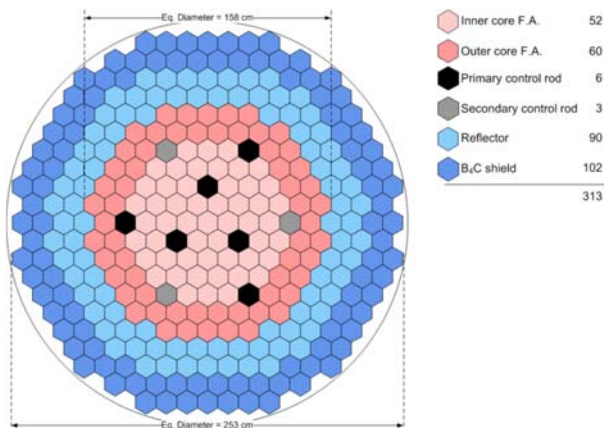 Eq. Diameter = 158 cm
Inner core F.A. 52
Outer core F.A. 60
Primary control rod 6
Secondary control rod 3
Reflector 90
B₄C shield 102
313
Eq. Diameter = 253 cm